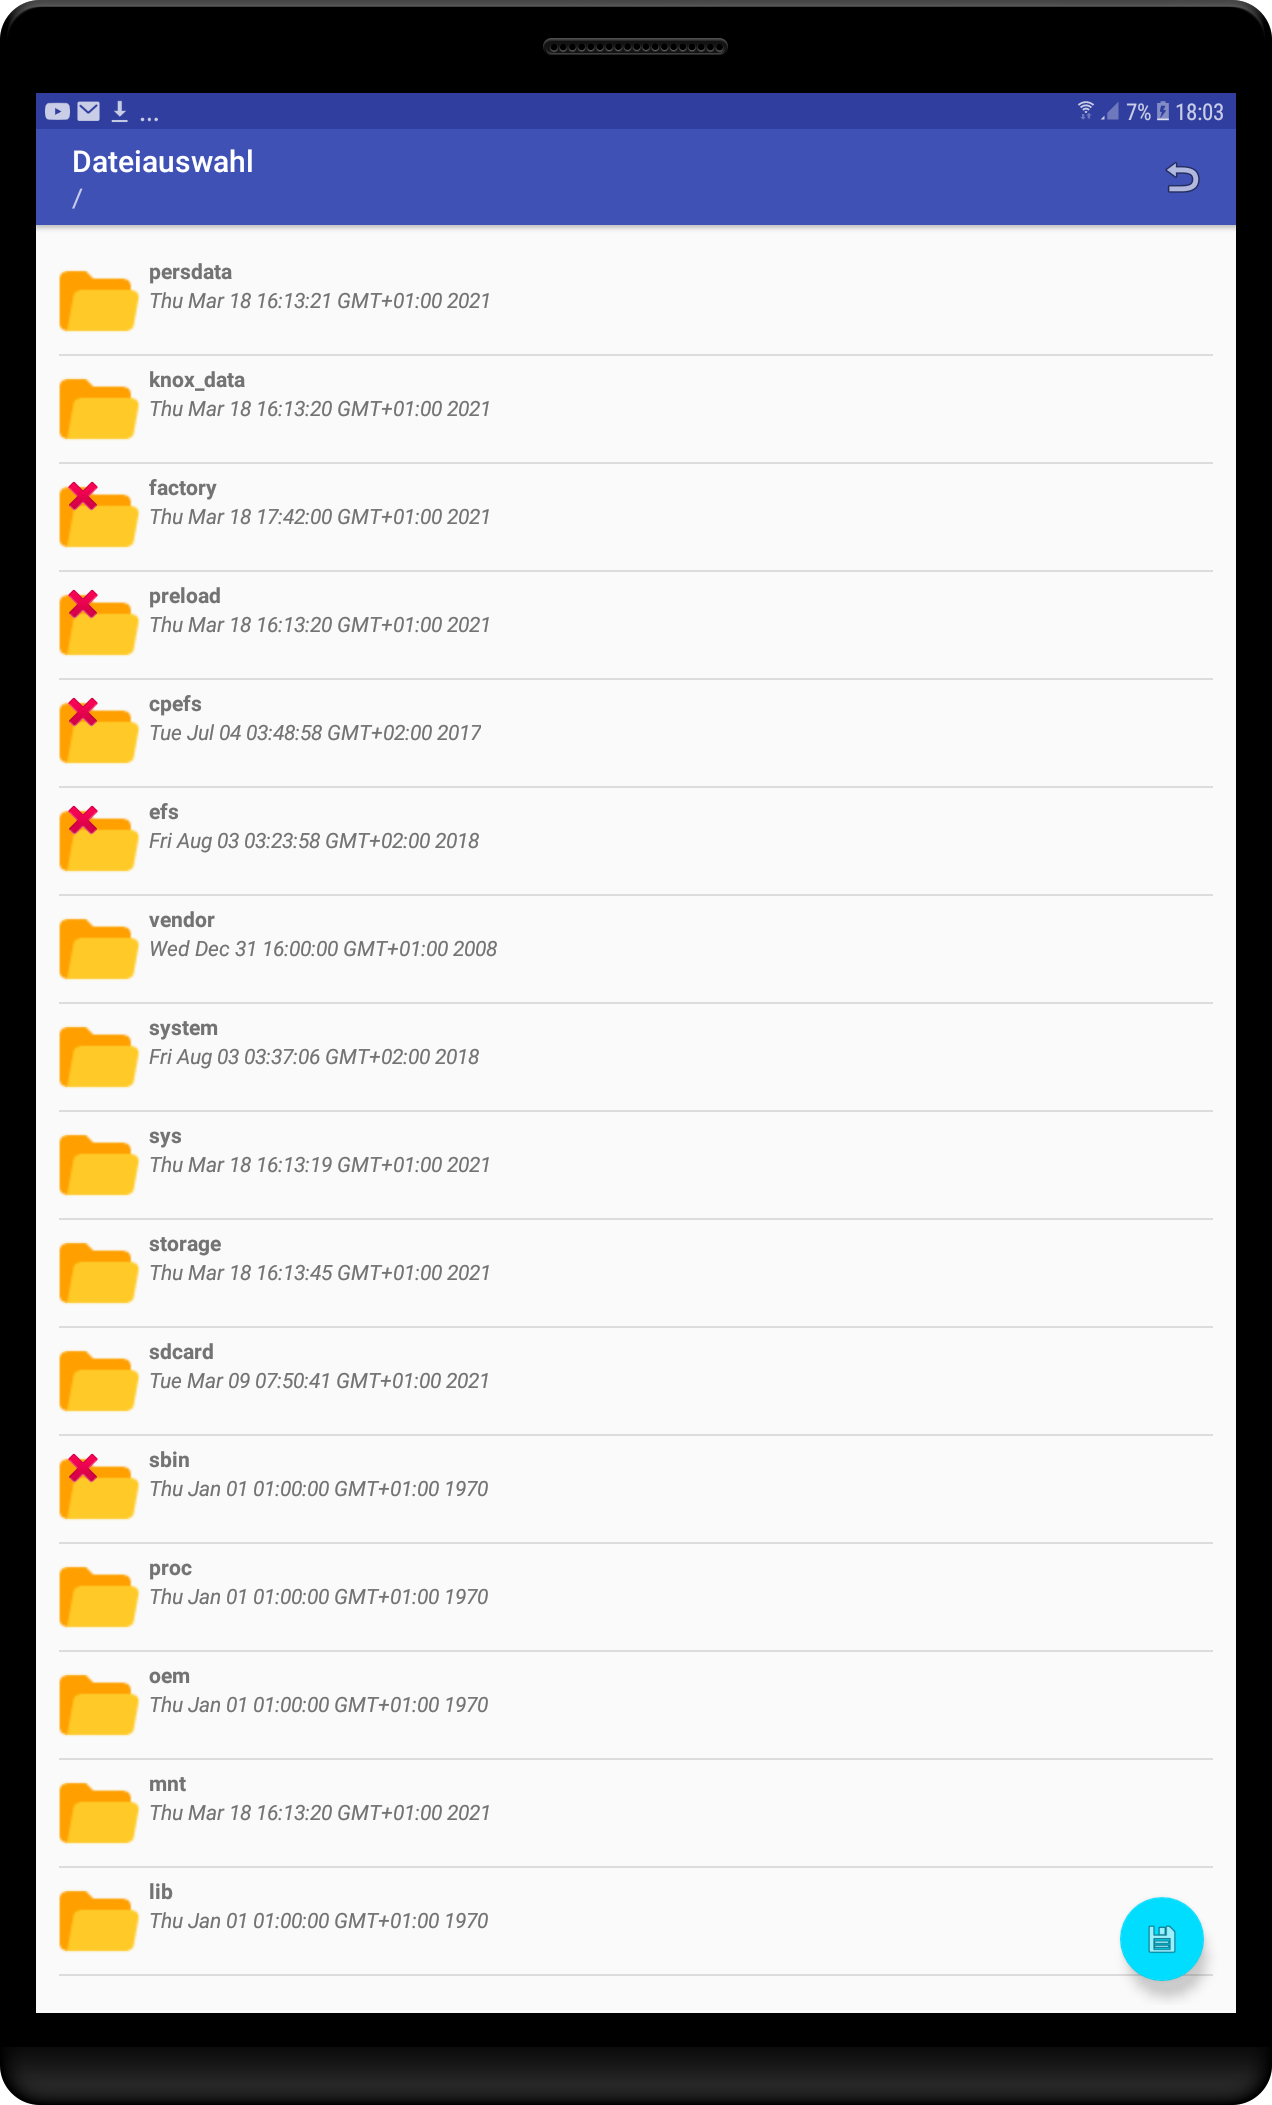 ... 7% 18:03
Dateiauswahl
/
persdata
Thu Mar 18 16:13:21 GMT+01:00 2021
knox_data
Thu Mar 18 16:13:20 GMT+01:00 2021
factory
Thu Mar 18 17:42:00 GMT+01:00 2021
preload
Thu Mar 18 16:13:20 GMT+01:00 2021
cpefs
Tue Jul 04 03:48:58 GMT+02:00 2017
efs
Fri Aug 03 03:23:58 GMT+02:00 2018
vendor
Wed Dec 31 16:00:00 GMT+01:00 2008
system
Fri Aug 03 03:37:06 GMT+02:00 2018
sys
Thu Mar 18 16:13:19 GMT+01:00 2021
storage
Thu Mar 18 16:13:45 GMT+01:00 2021
sdcard
Tue Mar 09 07:50:41 GMT+01:00 2021
sbin
Thu Jan 01 01:00:00 GMT+01:00 1970
proc
Thu Jan 01 01:00:00 GMT+01:00 1970
oem
Thu Jan 01 01:00:00 GMT+01:00 1970
mnt
Thu Mar 18 16:13:20 GMT+01:00 2021
lib
Thu Jan 01 01:00:00 GMT+01:00 1970